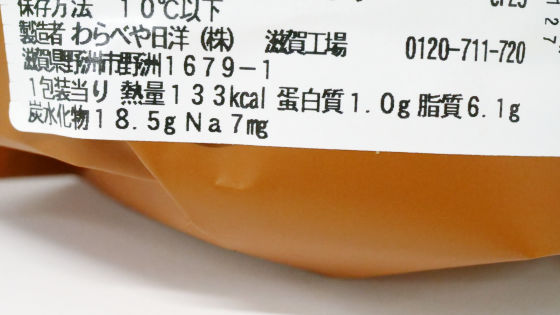 保存方法 10℃以下
製造者 わらべや日洋(株) 滋賀工場 0120-711-720
滋賀県野洲市野洲1679-1
1包装当り 熱量133kcal 蛋白質1.0g 脂質6.1g
炭水化物18.5g Na7mg